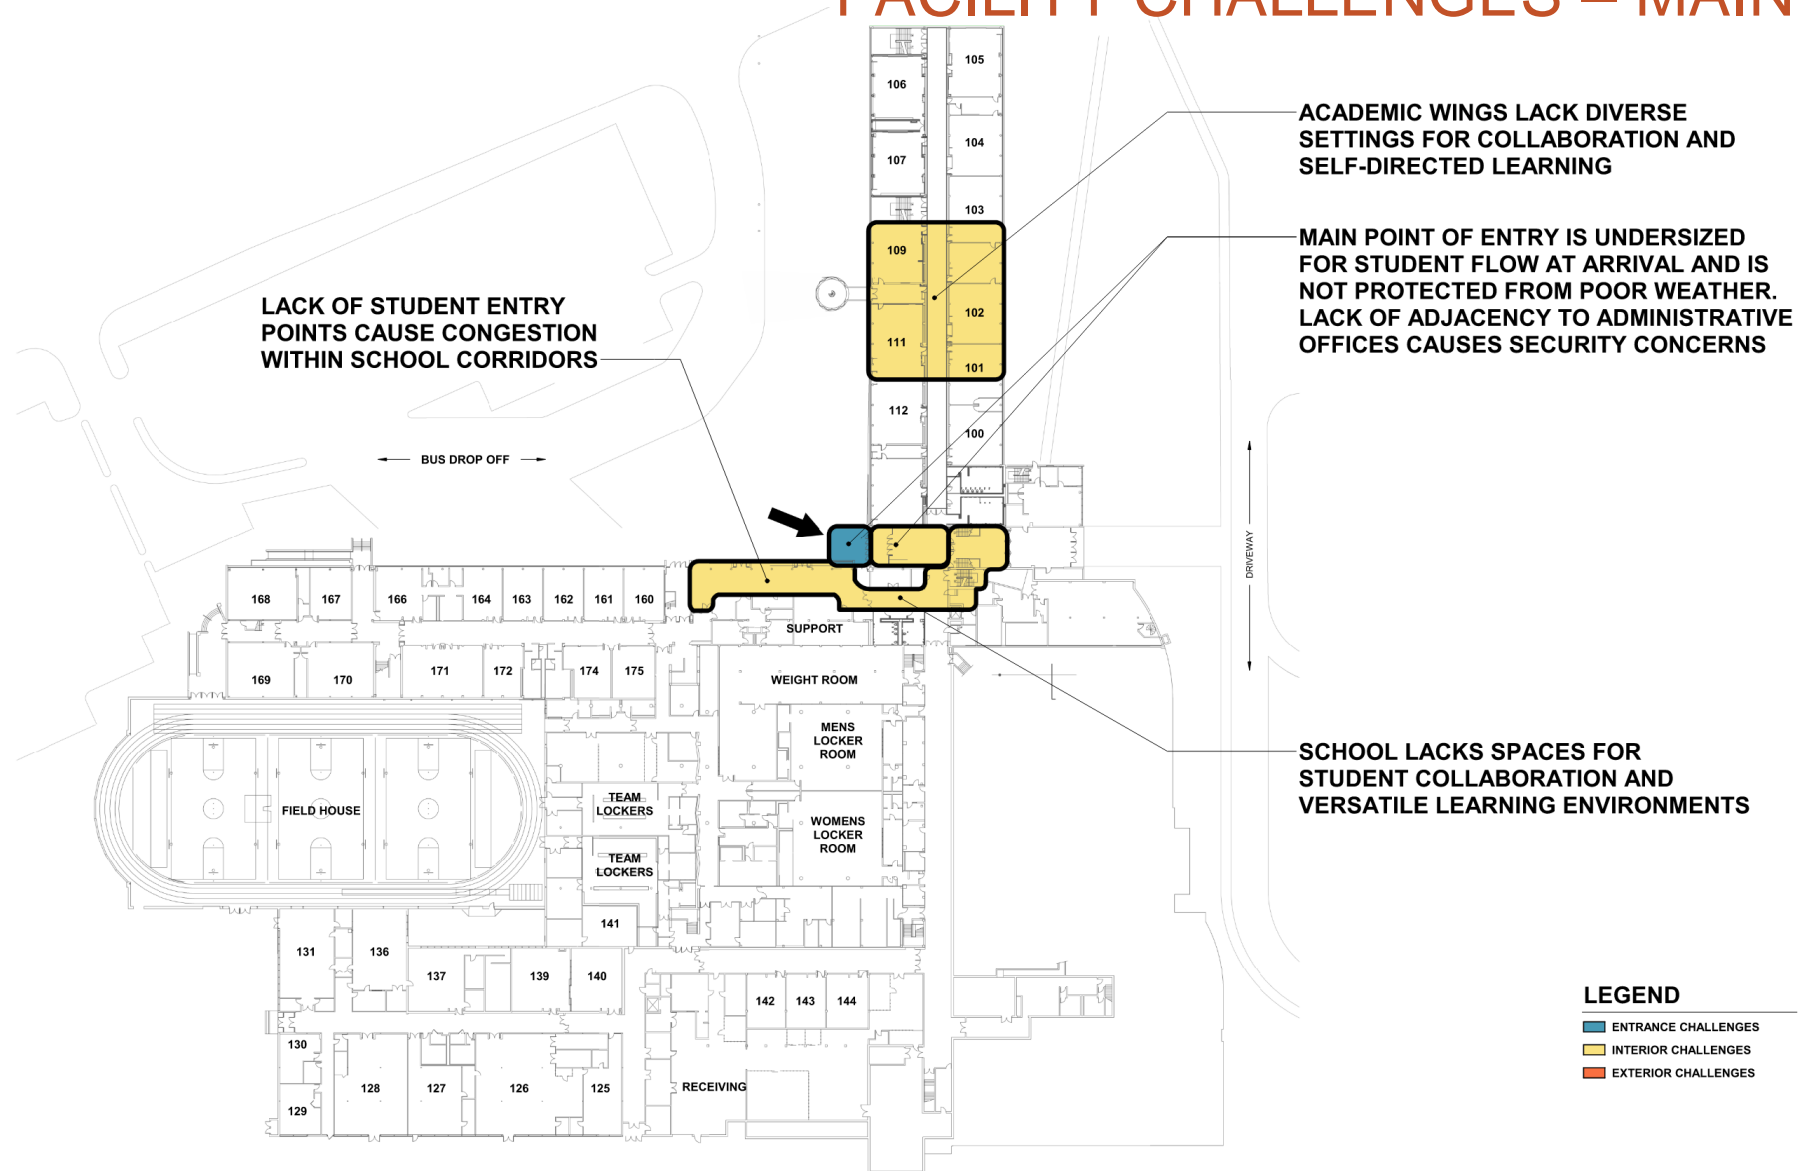 FACILITY CHALLENGES – MAIN
105
106
104
107
103
109
102
111
101
112
100
ACADEMIC WINGS LACK DIVERSE
SETTINGS FOR COLLABORATION AND
SELF-DIRECTED LEARNING
MAIN POINT OF ENTRY IS UNDERSIZED
FOR STUDENT FLOW AT ARRIVAL AND IS
NOT PROTECTED FROM POOR WEATHER.
LACK OF ADJACENCY TO ADMINISTRATIVE
OFFICES CAUSES SECURITY CONCERNS
LACK OF STUDENT ENTRY
POINTS CAUSE CONGESTION
WITHIN SCHOOL CORRIDORS
BUS DROP OFF
DRIVEWAY
168
167
166
164
163
162
161
160
SUPPORT
169
170
171
172
174
175
WEIGHT ROOM
MENS
LOCKER
ROOM
SCHOOL LACKS SPACES FOR
STUDENT COLLABORATION AND
VERSATILE LEARNING ENVIRONMENTS
FIELD HOUSE
TEAM
LOCKERS
WOMENS
LOCKER
ROOM
TEAM
LOCKERS
141
131
136
137
139
140
142
143
144
130
129
128
127
126
125
RECEIVING
LEGEND
ENTRANCE CHALLENGES
INTERIOR CHALLENGES
EXTERIOR CHALLENGES